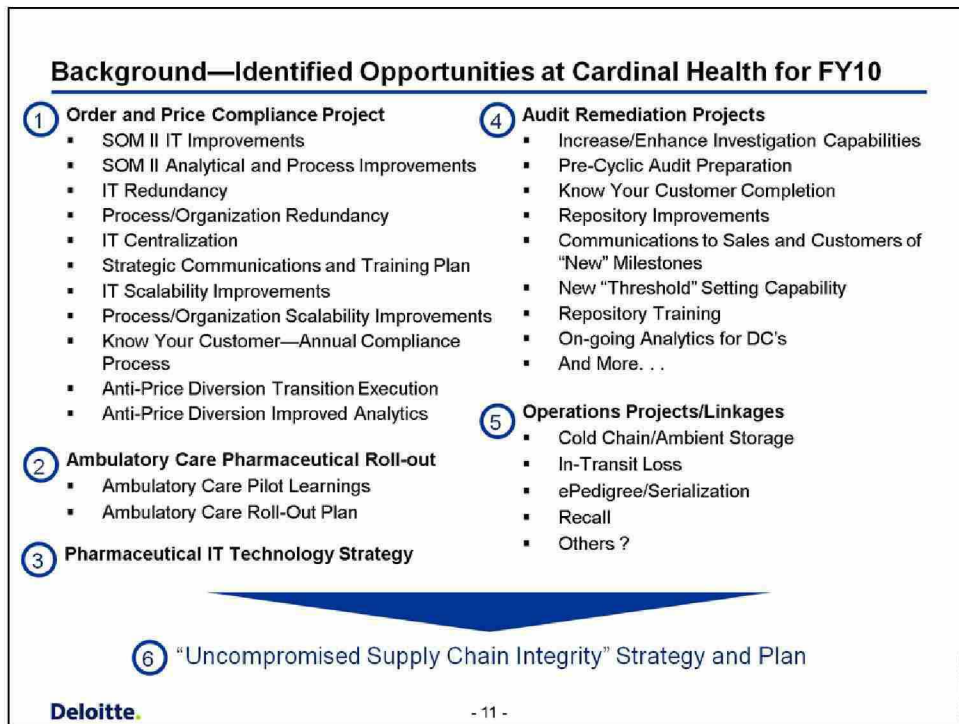 Background—Identified Opportunities at Cardinal Health for FY10
1 Order and Price Compliance Project
▪ SOM II IT Improvements
▪ SOM II Analytical and Process Improvements
▪ IT Redundancy
▪ Process/Organization Redundancy
▪ IT Centralization
▪ Strategic Communications and Training Plan
▪ IT Scalability Improvements
▪ Process/Organization Scalability Improvements
▪ Know Your Customer—Annual Compliance
Process
▪ Anti-Price Diversion Transition Execution
▪ Anti-Price Diversion Improved Analytics
2 Ambulatory Care Pharmaceutical Roll-out
▪ Ambulatory Care Pilot Learnings
▪ Ambulatory Care Roll-Out Plan
3 Pharmaceutical IT Technology Strategy
4 Audit Remediation Projects
▪ Increase/Enhance Investigation Capabilities
▪ Pre-Cyclic Audit Preparation
▪ Know Your Customer Completion
▪ Repository Improvements
▪ Communications to Sales and Customers of
“New” Milestones
▪ New “Threshold” Setting Capability
▪ Repository Training
▪ On-going Analytics for DC's
▪ And More. . .
5 Operations Projects/Linkages
▪ Cold Chain/Ambient Storage
▪ In-Transit Loss
▪ ePedigree/Serialization
▪ Recall
▪ Others ?
6 “Uncompromised Supply Chain Integrity” Strategy and Plan
Deloitte.
- 11 -